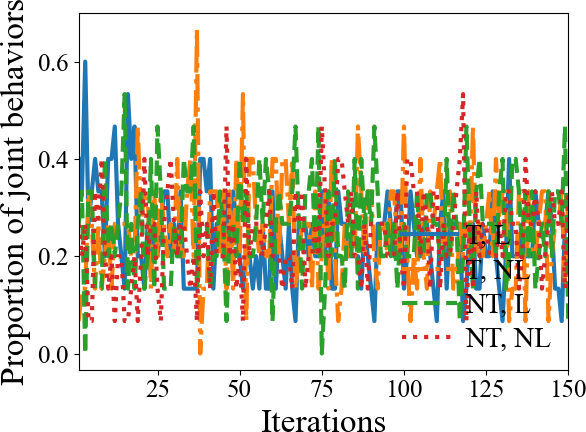 Proportion of joint behaviors
0.6
0.4
0.2
0.0
T, L
T, NL
NT, L
NT, NL
25 50 75 100 125 150
Iterations